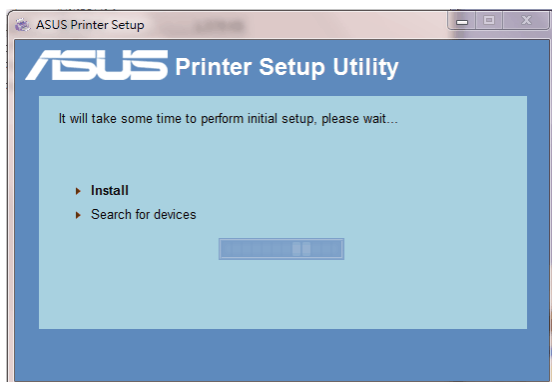 ASUS Printer Setup
ASUS Printer Setup Utility
It will take some time to perform initial setup, please wait...
Install
Search for devices